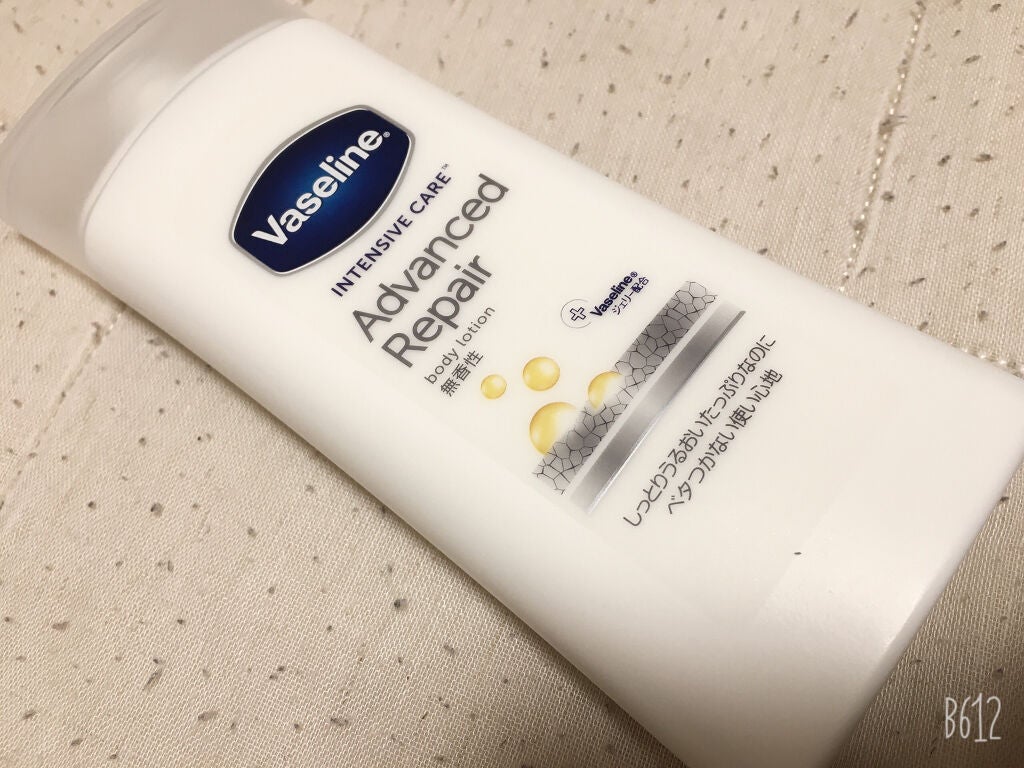 Vaseline®
INTENSIVE CARE™
Advanced
Repair
body lotion
無香性
Vaseline®
ジェリー配合
しっとりうるおいたっぷりなのに
ベタつかない使い心地
B612